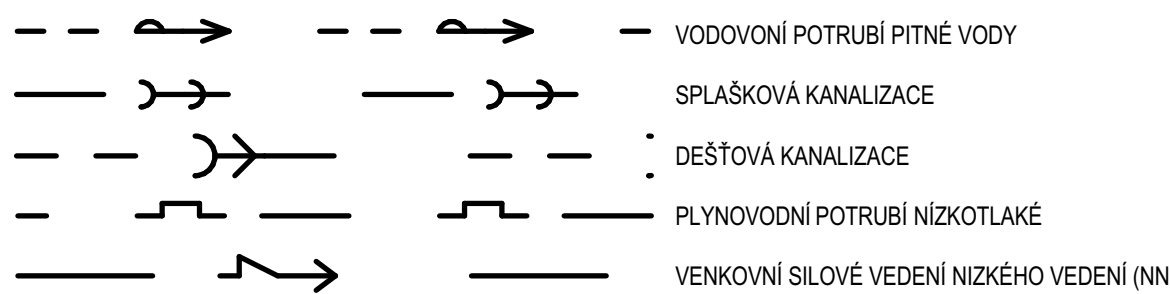 VODOVONÍ POTRUBÍ PITNÉ VODY
SPLAŠKOVÁ KANALIZACE
DEŠŤOVÁ KANALIZACE
PLYNOVODNÍ POTRUBÍ NÍZKOTLAKÉ
VENKOVNÍ SILOVÉ VEDENÍ NIZKÉHO VEDENÍ (NN